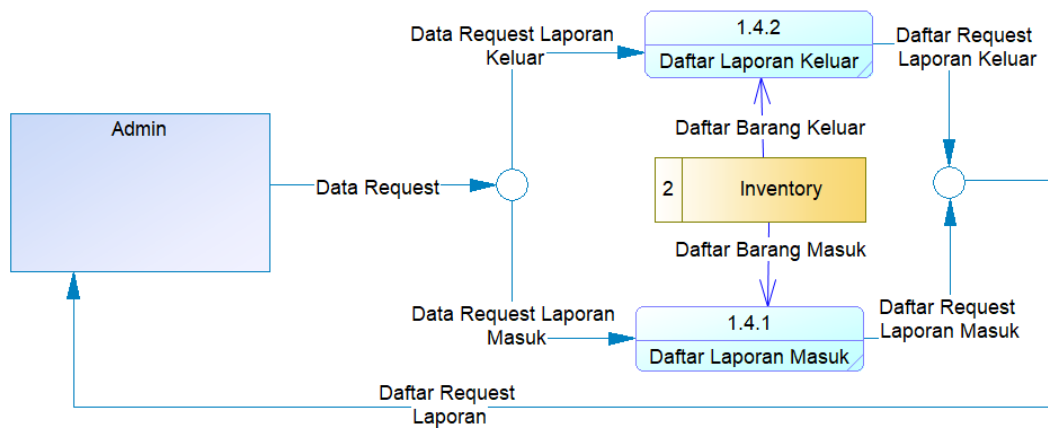 Admin
Data Request
Data Request Laporan
Keluar
1.4.2
Daftar Laporan Keluar
Daftar Request
Laporan Keluar
Daftar Barang Keluar
2
Inventory
Daftar Barang Masuk
Data Request Laporan
Masuk
1.4.1
Daftar Laporan Masuk
Daftar Request
Laporan Masuk
Daftar Request
Laporan